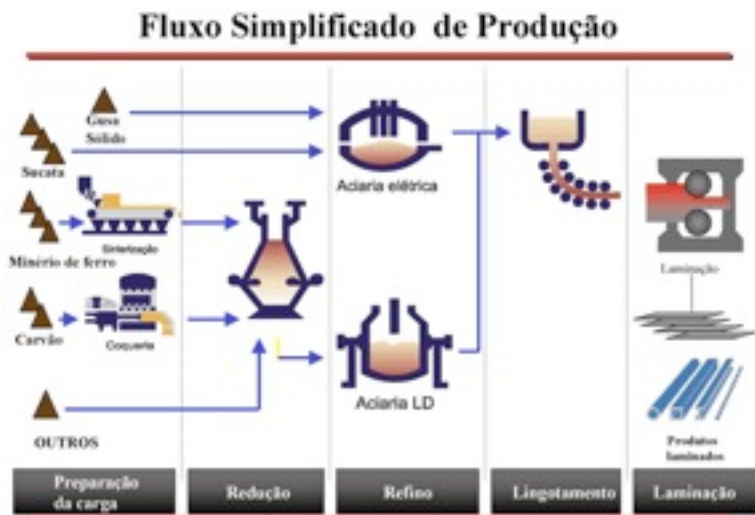 Fluxo Simplificado de Produção
Gusa
Sólido
Sucata
Aciaria elétrica
Sinterização
Minério de ferro
Laminação
Carvão
Coqueria
Aciaria LD
OUTROS
Produtos
laminados
Preparação
da carga
Redução
Refino
Lingotamento
Laminação